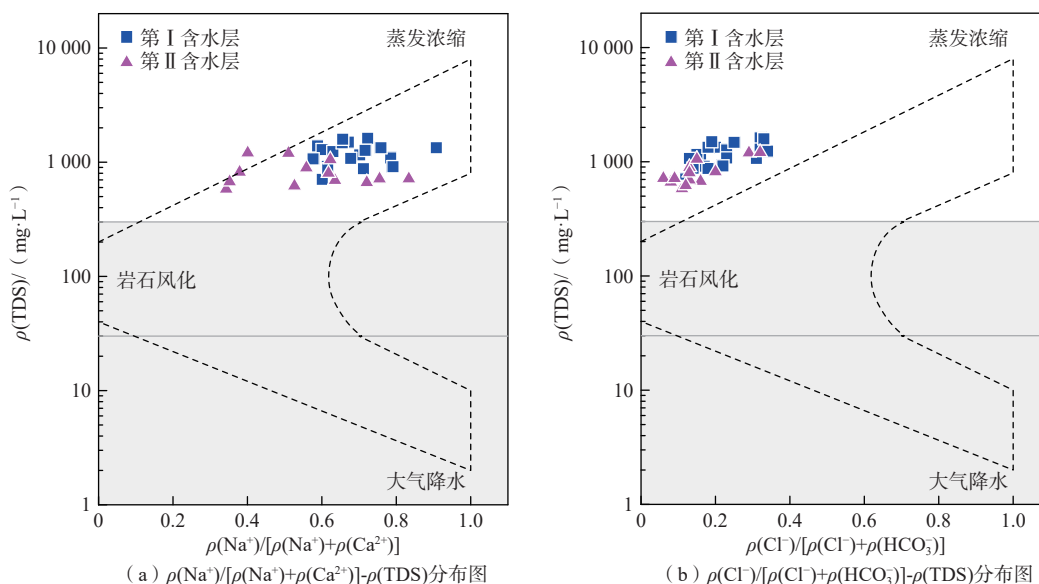 第Ⅰ含水层
第Ⅱ含水层
蒸发浓缩
岩石风化
大气降水
10 000
1 000
100
10
1
ρ(TDS)/（mg·L⁻¹）
0
0.2
0.4
0.6
0.8
1.0
ρ(Na⁺)/[ρ(Na⁺)+ρ(Ca²⁺)]
（a）ρ(Na⁺)/[ρ(Na⁺)+ρ(Ca²⁺)]-ρ(TDS)分布图
第Ⅰ含水层
第Ⅱ含水层
蒸发浓缩
岩石风化
大气降水
10 000
1 000
100
10
1
ρ(TDS)/（mg·L⁻¹）
0
0.2
0.4
0.6
0.8
1.0
ρ(Cl⁻)/[ρ(Cl⁻)+ρ(HCO₃⁻)]
（b）ρ(Cl⁻)/[ρ(Cl⁻)+ρ(HCO₃⁻)]-ρ(TDS)分布图